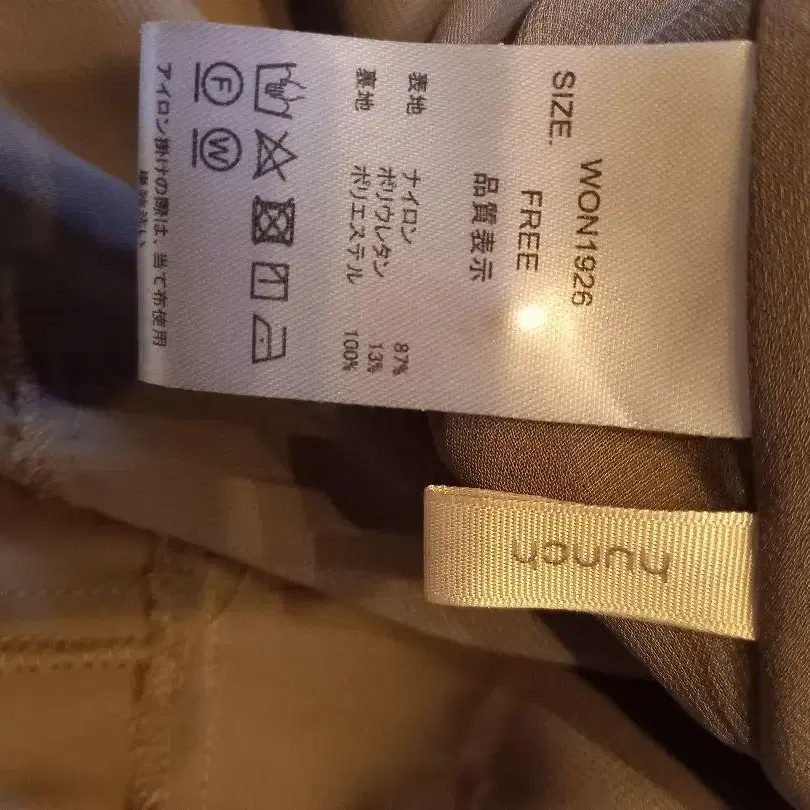 WON1926
SIZE. FREE
品質表示
表地 ナイロン 87%
ポリウレタン 13%
裏地 ポリエステル 100%
F
W
アイロン掛けの際は、当て布使用
hunch